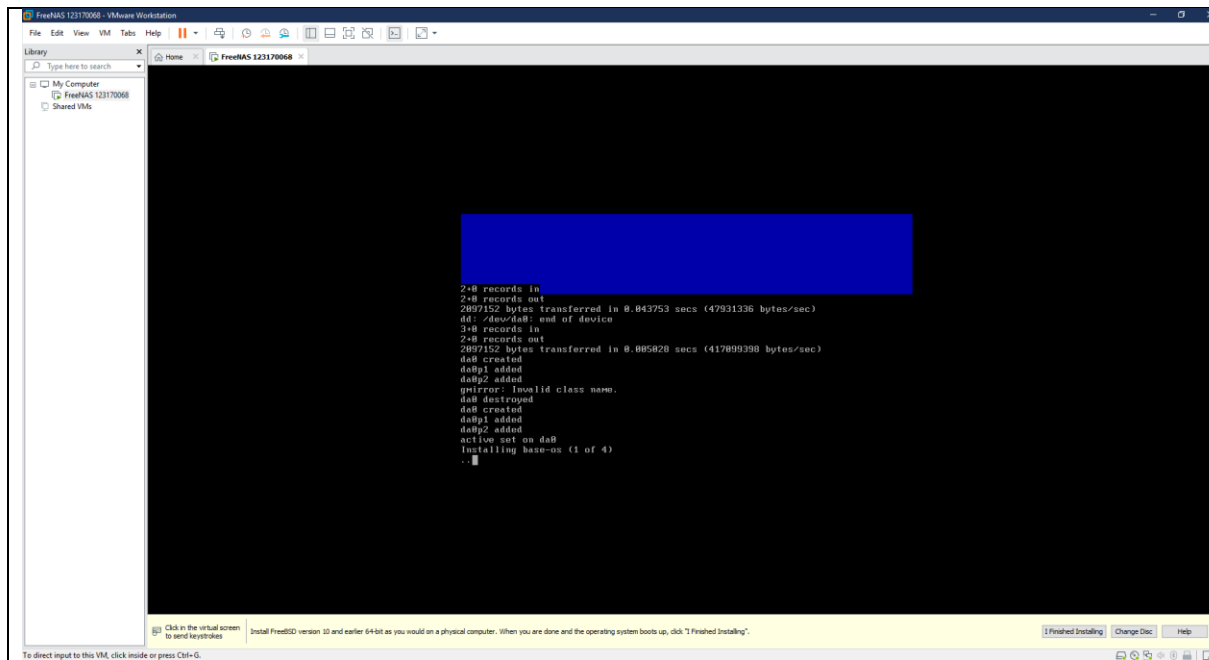 FreeNAS 123170068 - VMware Workstation
File Edit View VM Tabs Help
Library
Home
FreeNAS 123170068
Type here to search
My Computer
FreeNAS 123170068
Shared VMs
2+0 records in
2+0 records out
2097152 bytes transferred in 0.043753 secs (47931336 bytes/sec)
dd: /dev/da0: end of device
3+0 records in
2+0 records out
2097152 bytes transferred in 0.005028 secs (417099398 bytes/sec)
da0 created
da0p1 added
da0p2 added
gmirror: Invalid class name.
da0 destroyed
da0 created
da0p1 added
da0p2 added
active set on da0
Installing base-os (1 of 4)
..
Click in the virtual screen
to send keystrokes
Install FreeBSD version 10 and earlier 64-bit as you would on a physical computer. When you are done and the operating system boots up, click "I Finished Installing".
I Finished Installing
Change Disc
Help
To direct input to this VM, click inside or press Ctrl+G.